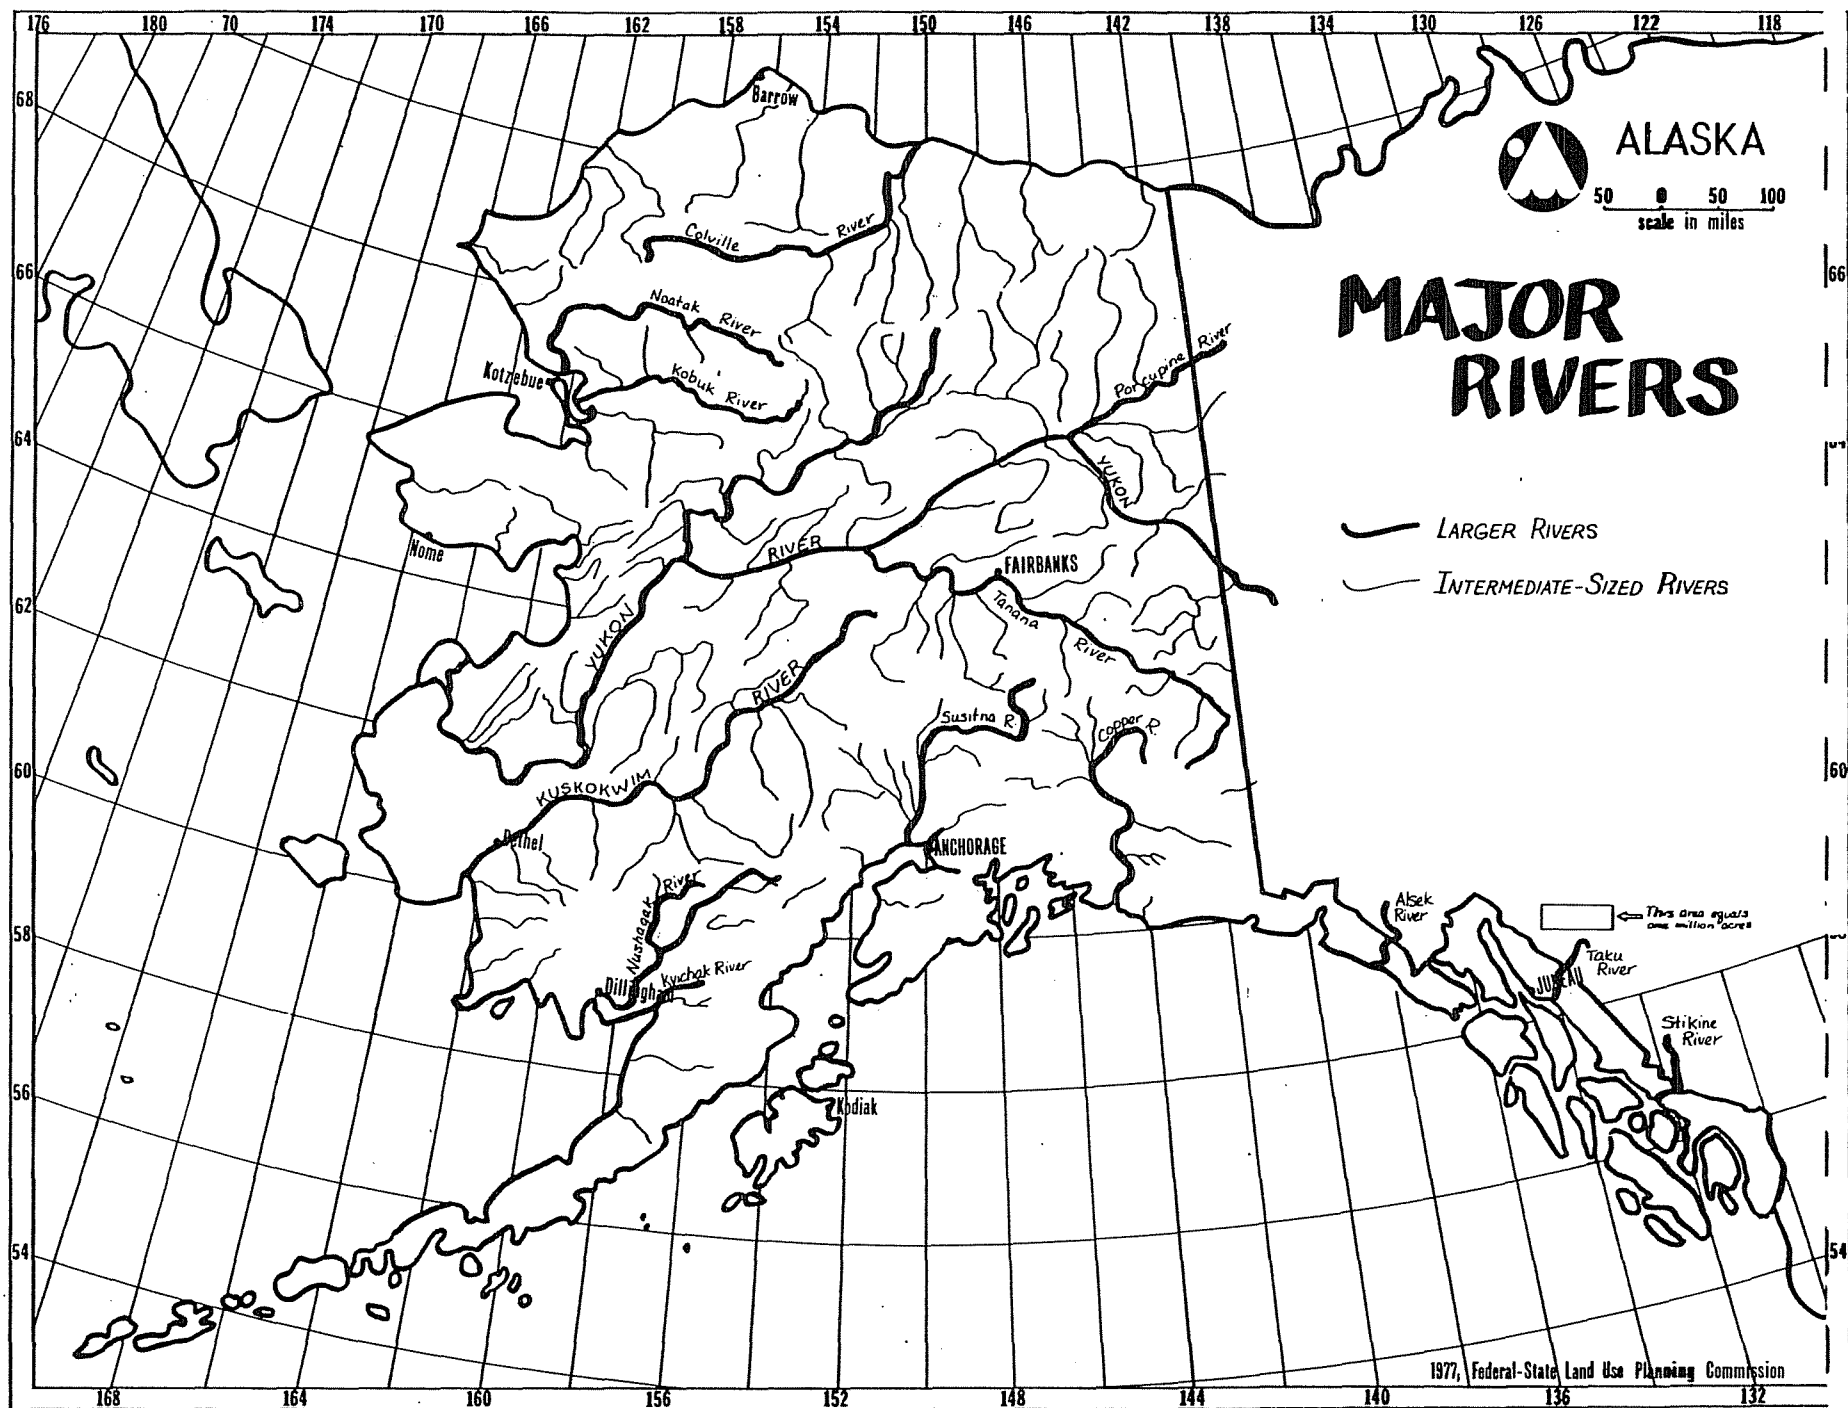 176 180 70 174 170 166 162 158 154 150 146 142 138 134 130 126 122 118
68
66
64
62
60
58
56
54
ALASKA
50 0 50 100
scale in miles
MAJOR
RIVERS
LARGER RIVERS
INTERMEDIATE-SIZED RIVERS
Barrow
Colville River
Noatak River
Kobuk River
Kotzebue
Porcupine River
YUKON
RIVER
YUKON
Nome
FAIRBANKS
Tanana River
RIVER
KUSKOKWIM
Susitna R.
Copper R.
Bethel
ANCHORAGE
Nushagak River
Kvichak River
Dillingham
Kodiak
Alsek
River
This area equals
one million acres
Taku
River
JUNEAU
Stikine
River
66
60
54
1977, Federal-State Land Use Planning Commission
168 164 160 156 152 148 144 140 136 132